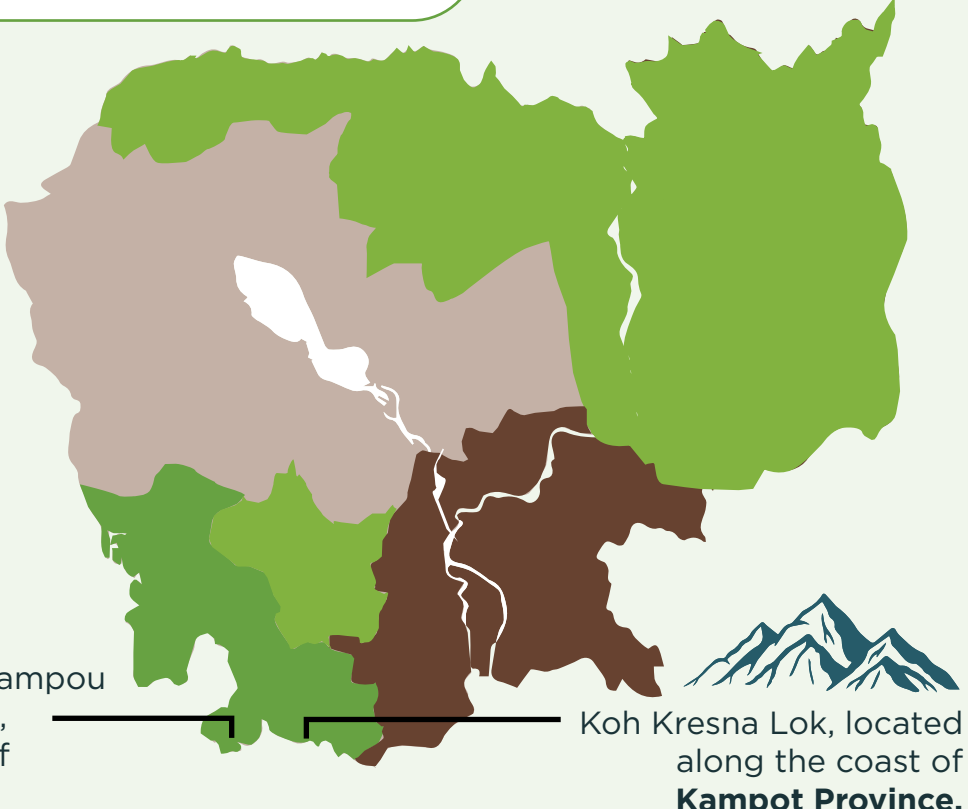 ampou
,
f
Koh Kresna Lok, located
along the coast of
Kampot Province.